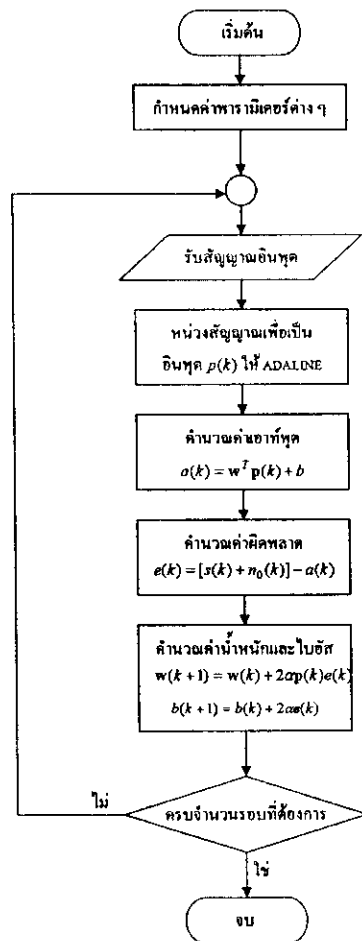 เริ่มต้น
กำหนดค่าพารามิเตอร์ต่าง ๆ
รับสัญญาณอินพุต
หน่วงสัญญาณเพื่อเป็น
อินพุต p(k) ให้ ADALINE
คำนวณค่าเอาท์พุต
a(k) = w^T p(k) + b
คำนวณค่าผิดพลาด
e(k) = [s(k) + n₀(k)] − a(k)
คำนวณค่าน้ำหนักและไบอัส
w(k + 1) = w(k) + 2αp(k)e(k)
b(k + 1) = b(k) + 2αe(k)
ครบจำนวนรอบที่ต้องการ
ไม่
ใช่
จบ